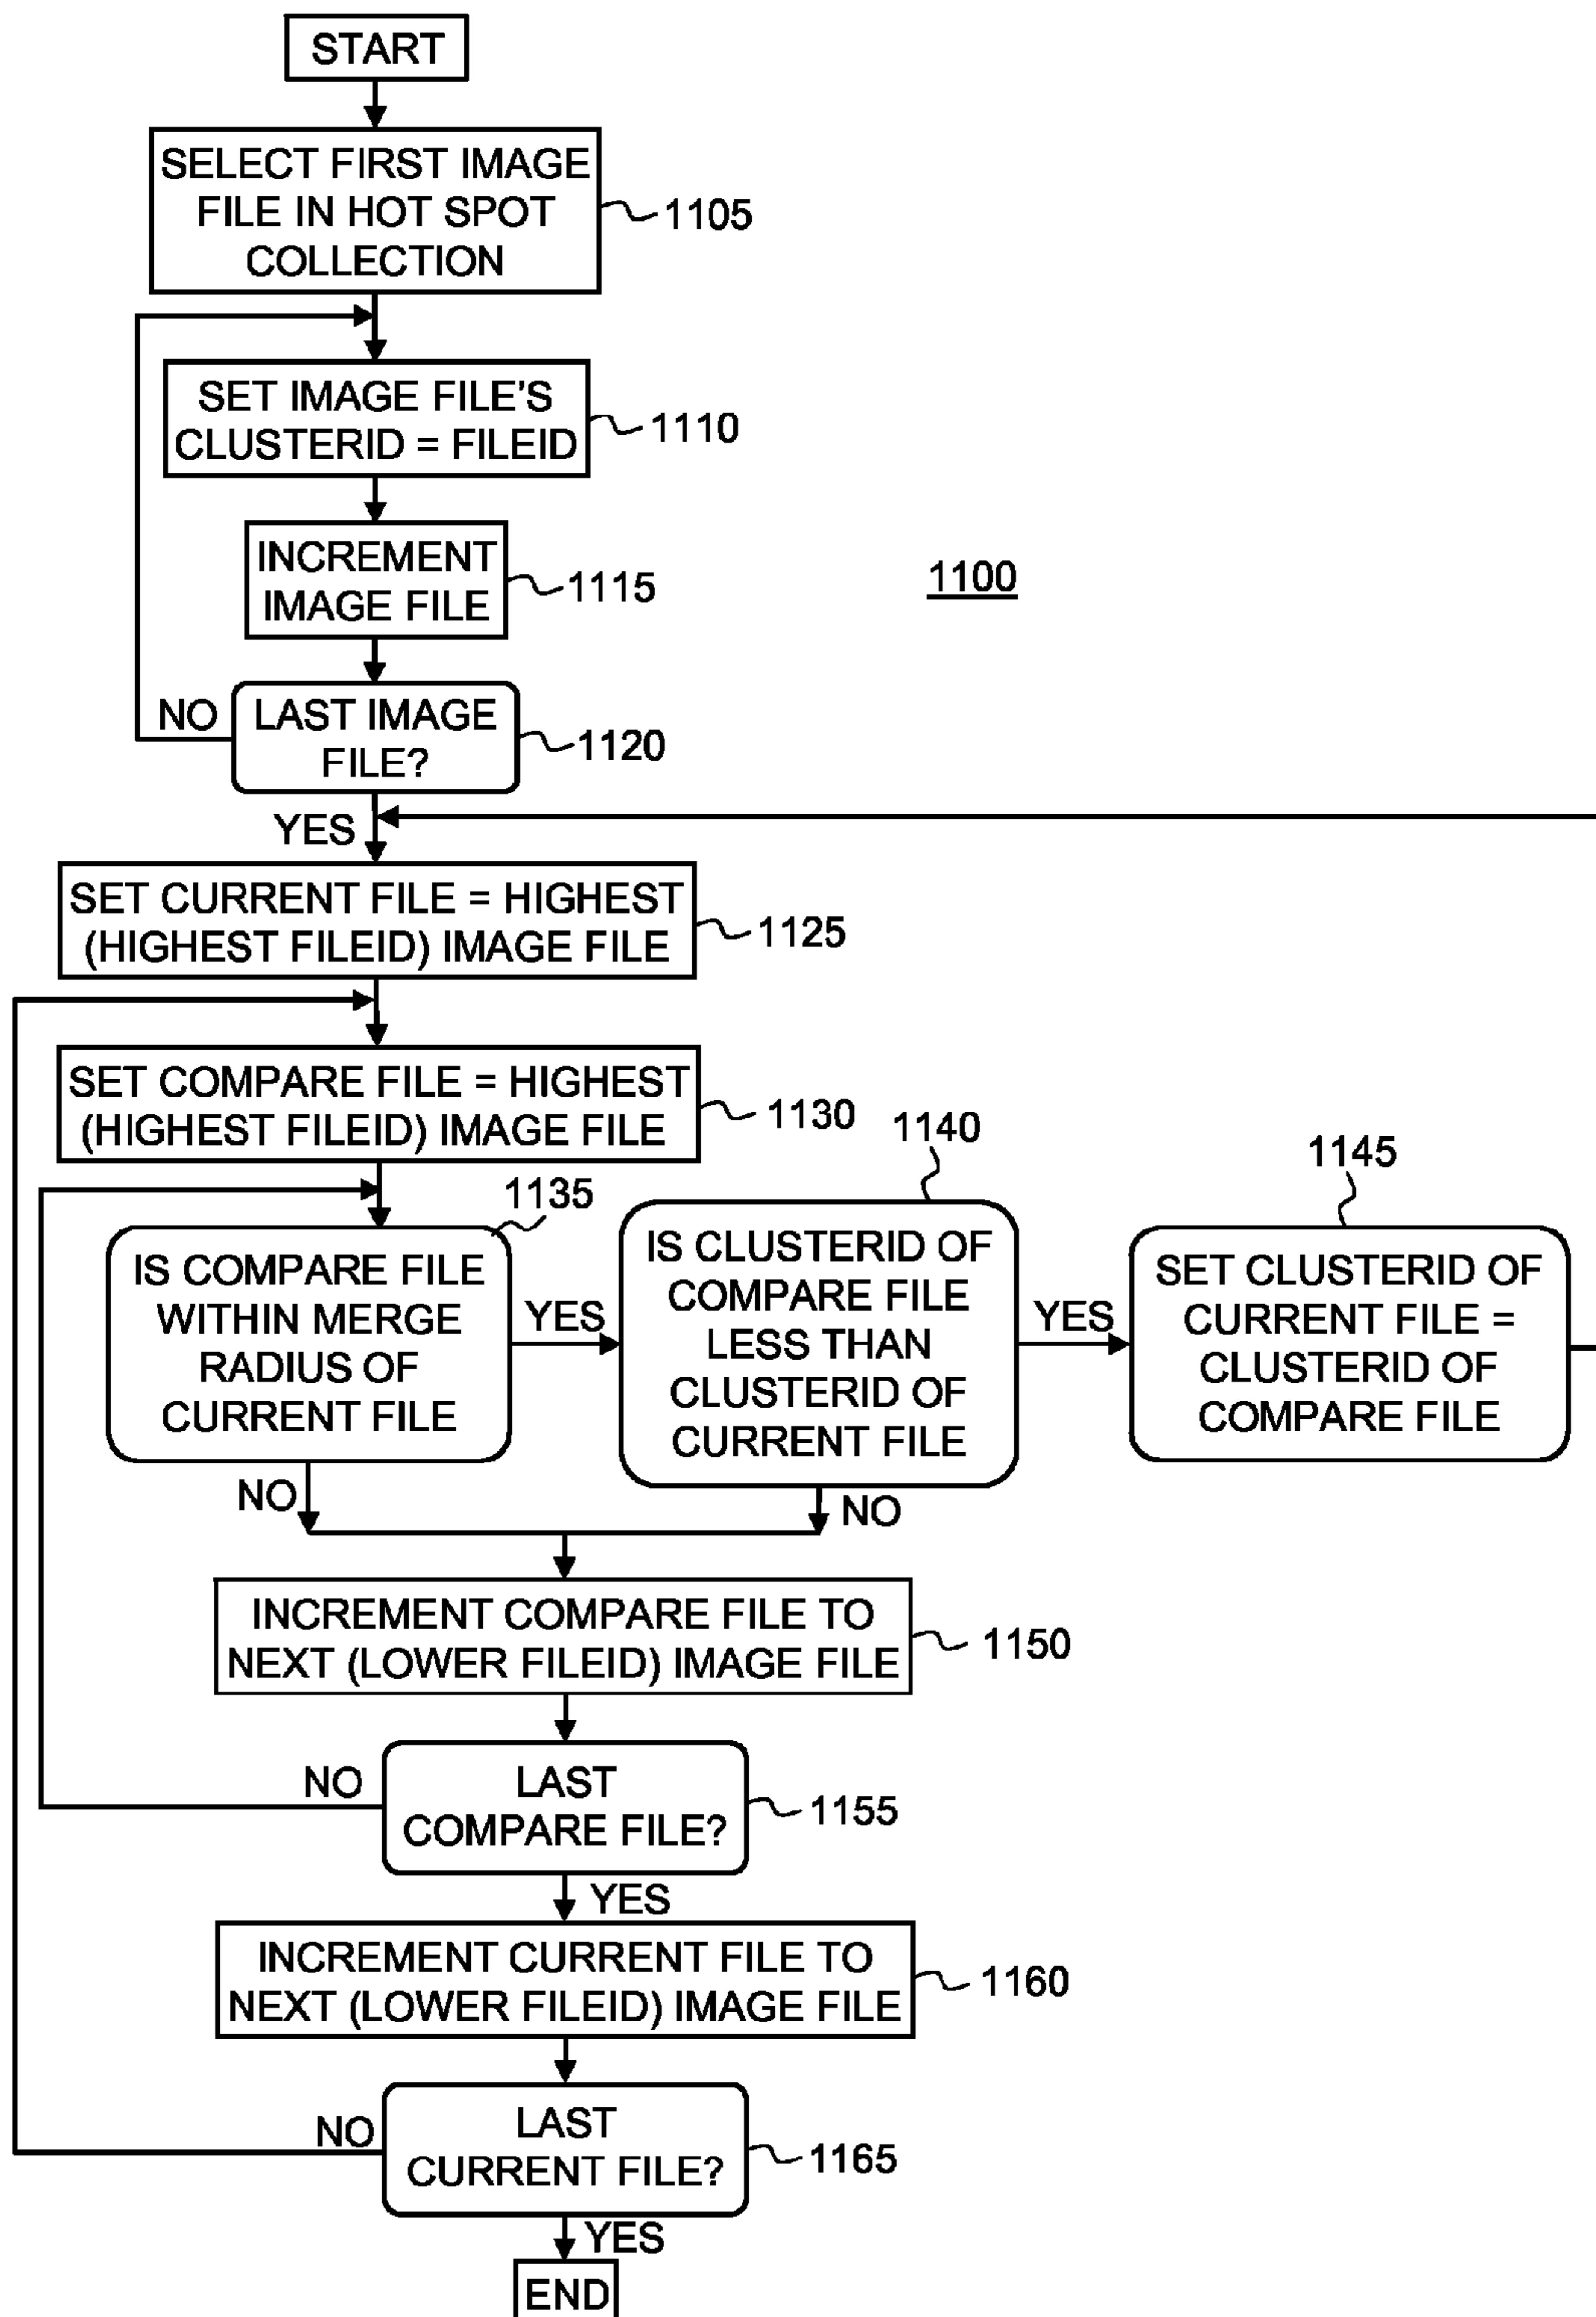 START
SELECT FIRST IMAGE
FILE IN HOT SPOT
COLLECTION
1105
SET IMAGE FILE'S
CLUSTERID = FILEID
1110
INCREMENT
IMAGE FILE
1115
1100
LAST IMAGE
FILE?
1120
NO
YES
SET CURRENT FILE = HIGHEST
(HIGHEST FILEID) IMAGE FILE
1125
SET COMPARE FILE = HIGHEST
(HIGHEST FILEID) IMAGE FILE
1130
1135
IS COMPARE FILE
WITHIN MERGE
RADIUS OF
CURRENT FILE
YES
NO
1140
IS CLUSTERID OF
COMPARE FILE
LESS THAN
CLUSTERID OF
CURRENT FILE
YES
NO
1145
SET CLUSTERID OF
CURRENT FILE =
CLUSTERID OF
COMPARE FILE
INCREMENT COMPARE FILE TO
NEXT (LOWER FILEID) IMAGE FILE
1150
LAST
COMPARE FILE?
1155
NO
YES
INCREMENT CURRENT FILE TO
NEXT (LOWER FILEID) IMAGE FILE
1160
LAST
CURRENT FILE?
1165
NO
YES
END